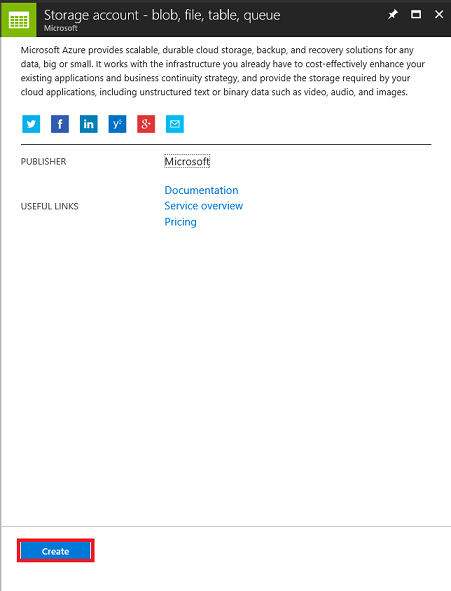 Storage account - blob, file, table, queue
Microsoft
Microsoft Azure provides scalable, durable cloud storage, backup, and recovery solutions for any
data, big or small. It works with the infrastructure you already have to cost-effectively enhance your
existing applications and business continuity strategy, and provide the storage required by your
cloud applications, including unstructured text or binary data such as video, audio, and images.
f in y g+
PUBLISHER Microsoft
Documentation
USEFUL LINKS Service overview
Pricing
Create